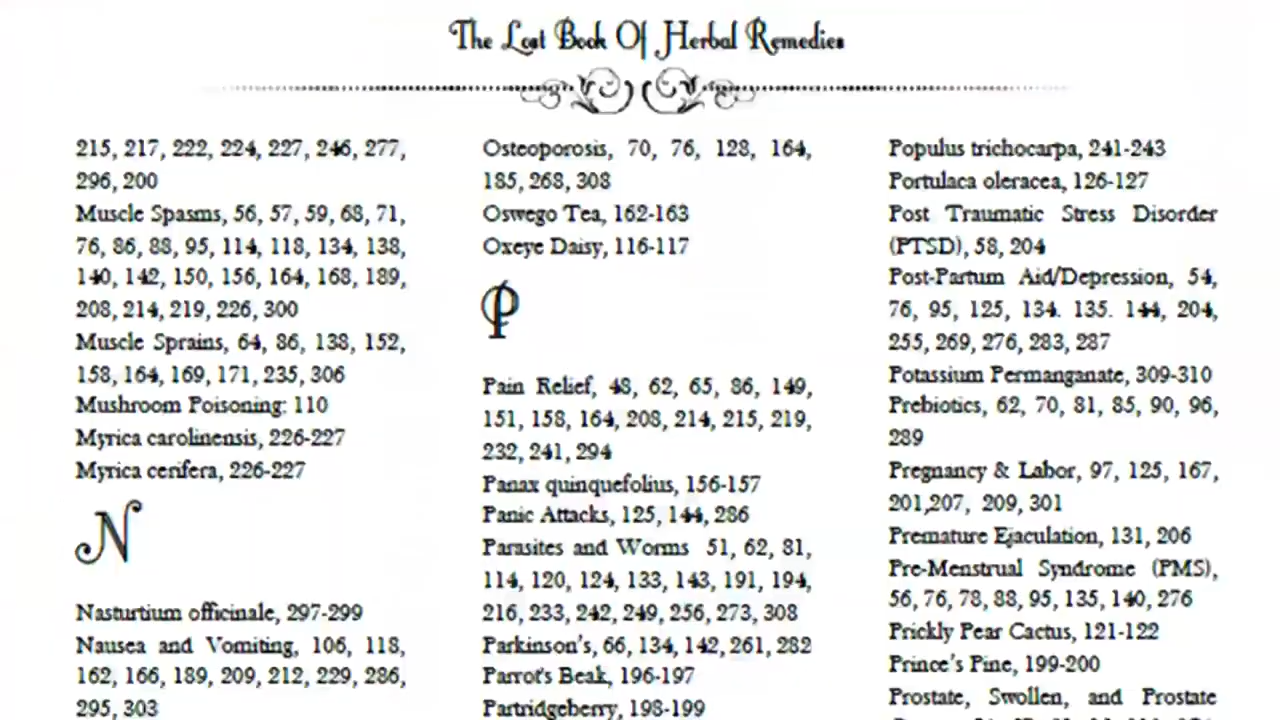 The Lost Book Of Herbal Remedies
215, 217, 222, 224, 227, 246, 277,
296, 200
Muscle Spasms, 56, 57, 59, 68, 71,
76, 86, 88, 95, 114, 118, 134, 138,
140, 142, 150, 156, 164, 168, 189,
208, 214, 219, 226, 300
Muscle Sprains, 64, 86, 138, 152,
158, 164, 169, 171, 235, 306
Mushroom Poisoning: 110
Myrica carolinensis, 226-227
Myrica cerifera, 226-227
N
Nasturtium officinale, 297-299
Nausea and Vomiting, 106, 118,
162, 166, 189, 209, 212, 229, 286,
295, 303
Osteoporosis, 70, 76, 128, 164,
185, 268, 308
Oswego Tea, 162-163
Oxeye Daisy, 116-117
P
Pain Relief, 48, 62, 65, 86, 149,
151, 158, 164, 208, 214, 215, 219,
232, 241, 294
Panax quinquefolius, 156-157
Panic Attacks, 125, 144, 286
Parasites and Worms 51, 62, 81,
114, 120, 124, 133, 143, 191, 194,
216, 233, 242, 249, 256, 273, 308
Parkinson's, 66, 134, 142, 261, 282
Parrot's Beak, 196-197
Partridgeberry, 198-199
Populus trichocarpa, 241-243
Portulaca oleracea, 126-127
Post Traumatic Stress Disorder
(PTSD), 58, 204
Post-Partum Aid/Depression, 54,
76, 95, 125, 134. 135. 144, 204,
255, 269, 276, 283, 287
Potassium Permanganate, 309-310
Prebiotics, 62, 70, 81, 85, 90, 96,
289
Pregnancy & Labor, 97, 125, 167,
201,207, 209, 301
Premature Ejaculation, 131, 206
Pre-Menstrual Syndrome (PMS),
56, 76, 78, 88, 95, 135, 140, 276
Prickly Pear Cactus, 121-122
Prince's Pine, 199-200
Prostate, Swollen, and Prostate